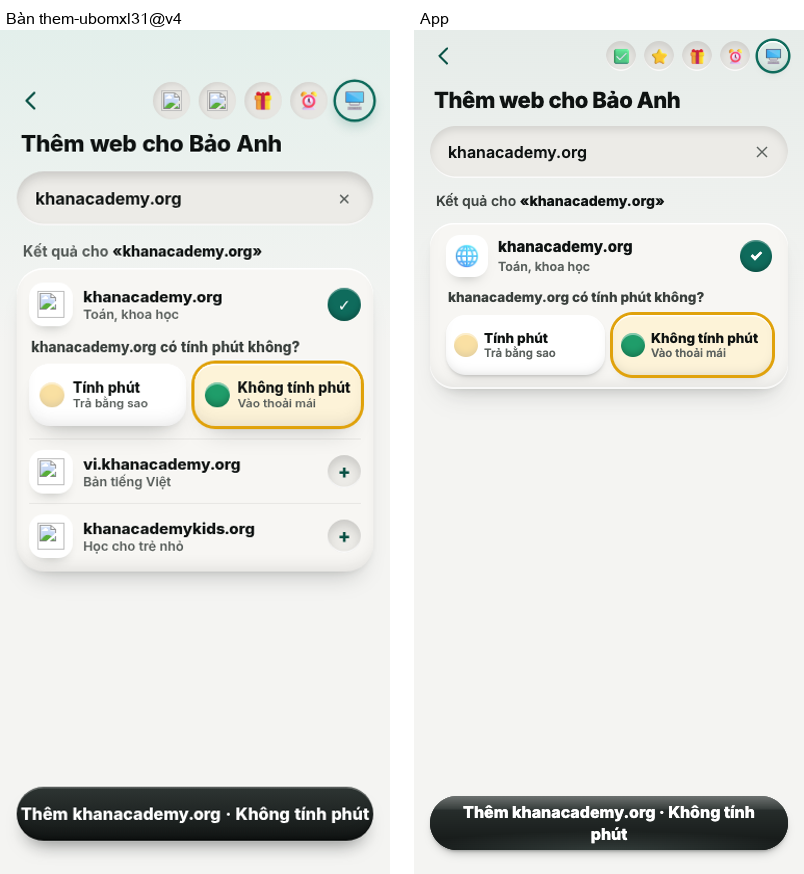 Bản them-ubomxl31@v4
Thêm web cho Bảo Anh
khanacademy.org
Kết quả cho «khanacademy.org»
khanacademy.org
Toán, khoa học
khanacademy.org có tính phút không?
Tính phút
Trả bằng sao
Không tính phút
Vào thoải mái
vi.khanacademy.org
Bản tiếng Việt
khanacademykids.org
Học cho trẻ nhỏ
Thêm khanacademy.org · Không tính phút
App
Thêm web cho Bảo Anh
khanacademy.org
Kết quả cho «khanacademy.org»
khanacademy.org
Toán, khoa học
khanacademy.org có tính phút không?
Tính phút
Trả bằng sao
Không tính phút
Vào thoải mái
Thêm khanacademy.org · Không tính
phút